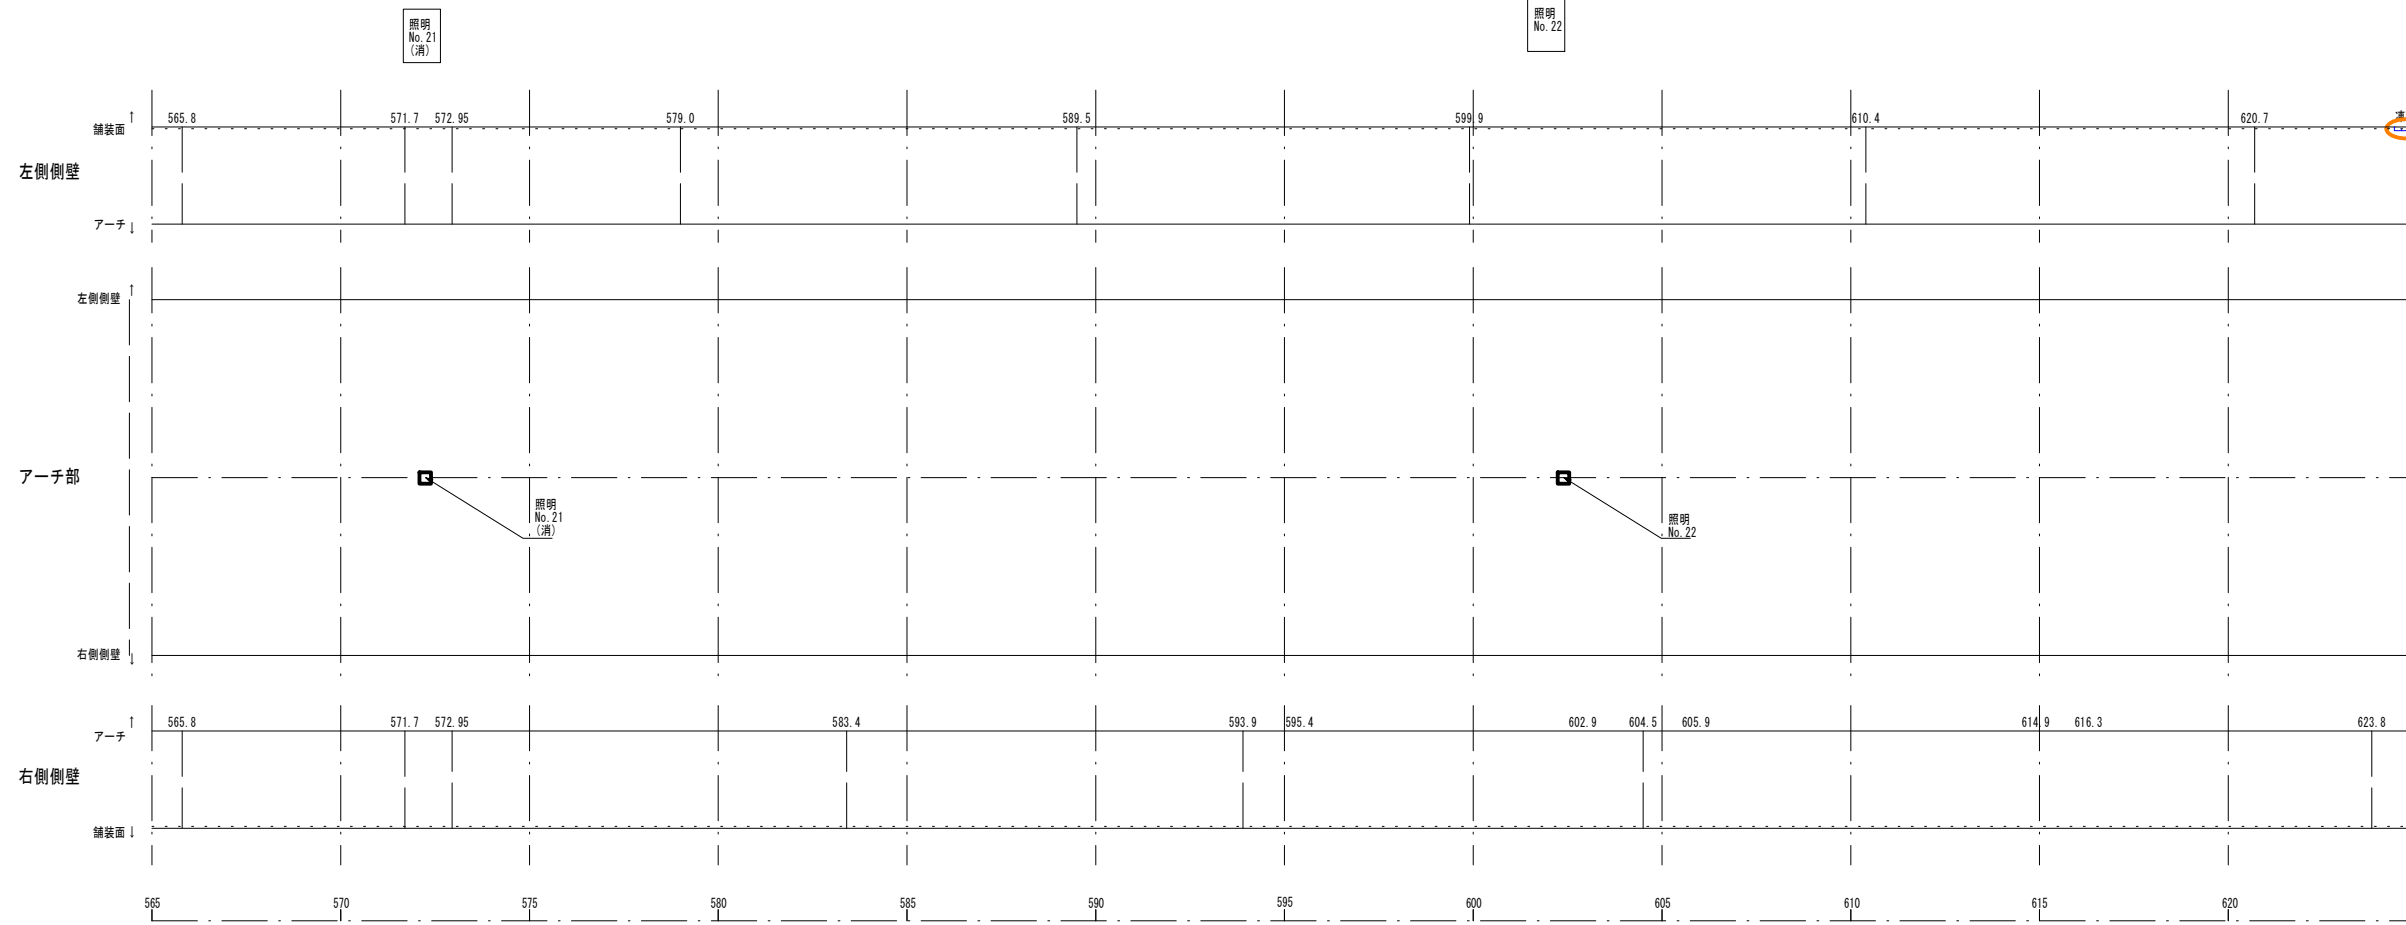 照明
No.21
(消)
照明
No.22
565.8 571.7 572.95 579.0 589.5 599.9 610.4 620.7
舗装面 ↑
左側側壁
アーチ ↓
左側側壁 ↑
アーチ部
照明
No.21
(消)
照明
No.22
右側側壁 ↓
565.8 571.7 572.95 583.4 593.9 595.4 602.9 604.5 605.9 614.9 616.3 623.8
アーチ ↑
右側側壁
舗装面 ↓
565 570 575 580 585 590 595 600 605 610 615 620